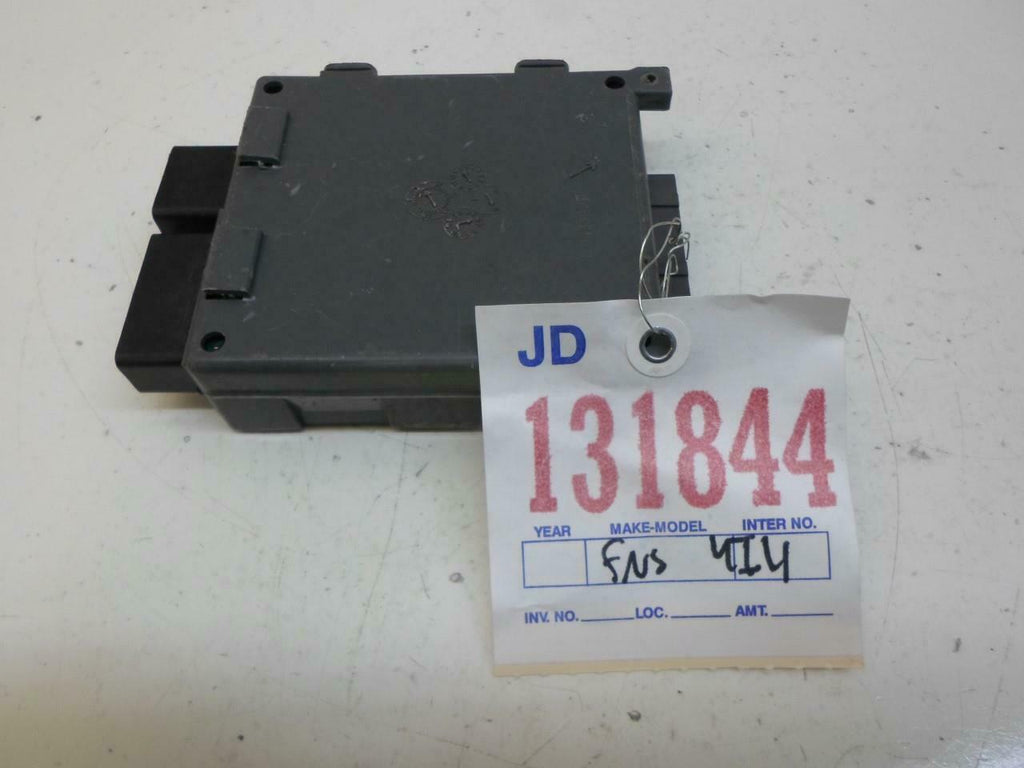 JD
131844
YEAR MAKE-MODEL INTER NO.
FNS 4I4
INV. NO. LOC. AMT.